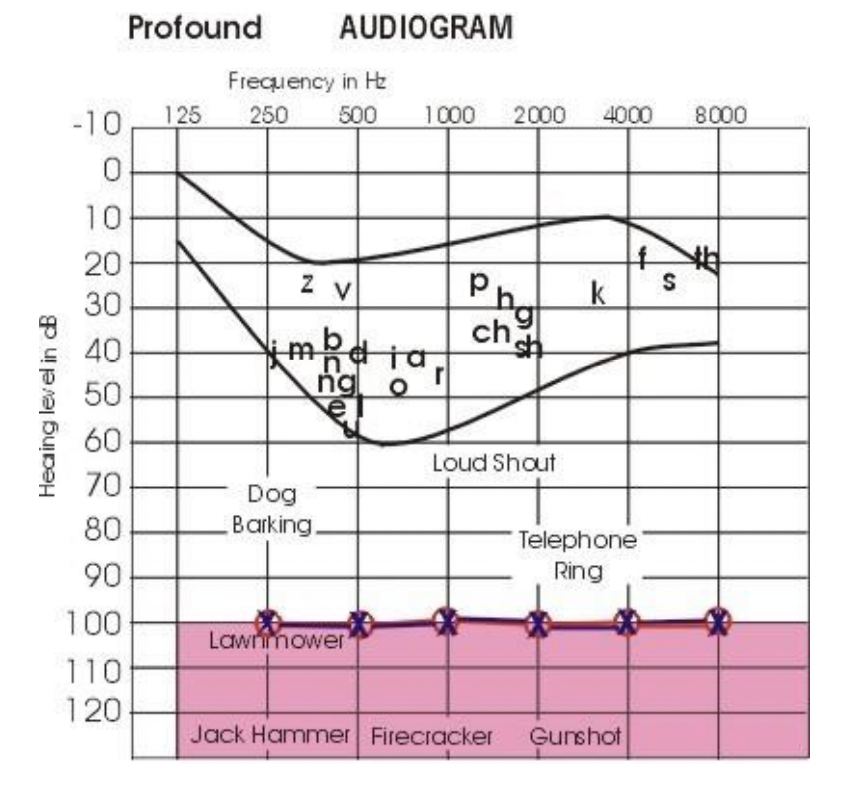 Profound AUDIOGRAM
Frequency in Hz
125 250 500 1000 2000 4000 8000
-10
0
10
20
30
40
50
60
70
80
90
100
110
120
Hearing level in dB
z v p h g k f s th
j m b d n ng e l u i a r o ch sh
Loud Shout
Dog
Barking
Telephone
Ring
Lawnmower
Jack Hammer Firecracker Gunshot